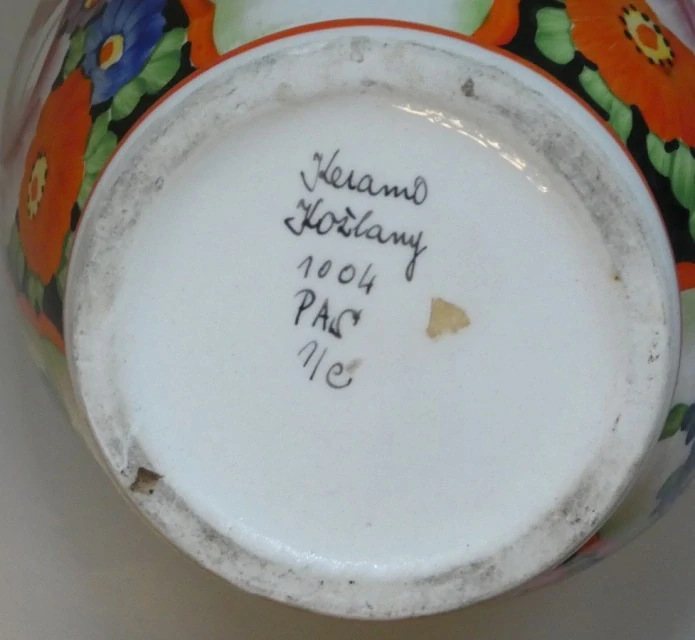 Keramo
Kožlany
1004
PAS
1/c